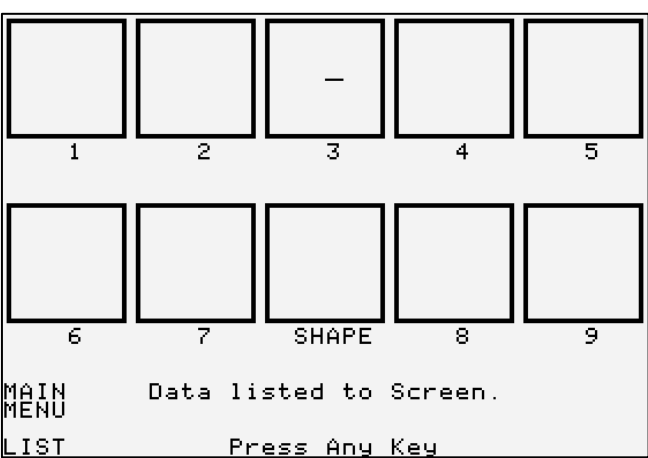 1 2 3 4 5
6 7 SHAPE 8 9
MAIN Data listed to Screen.
MENU
LIST Press Any Key